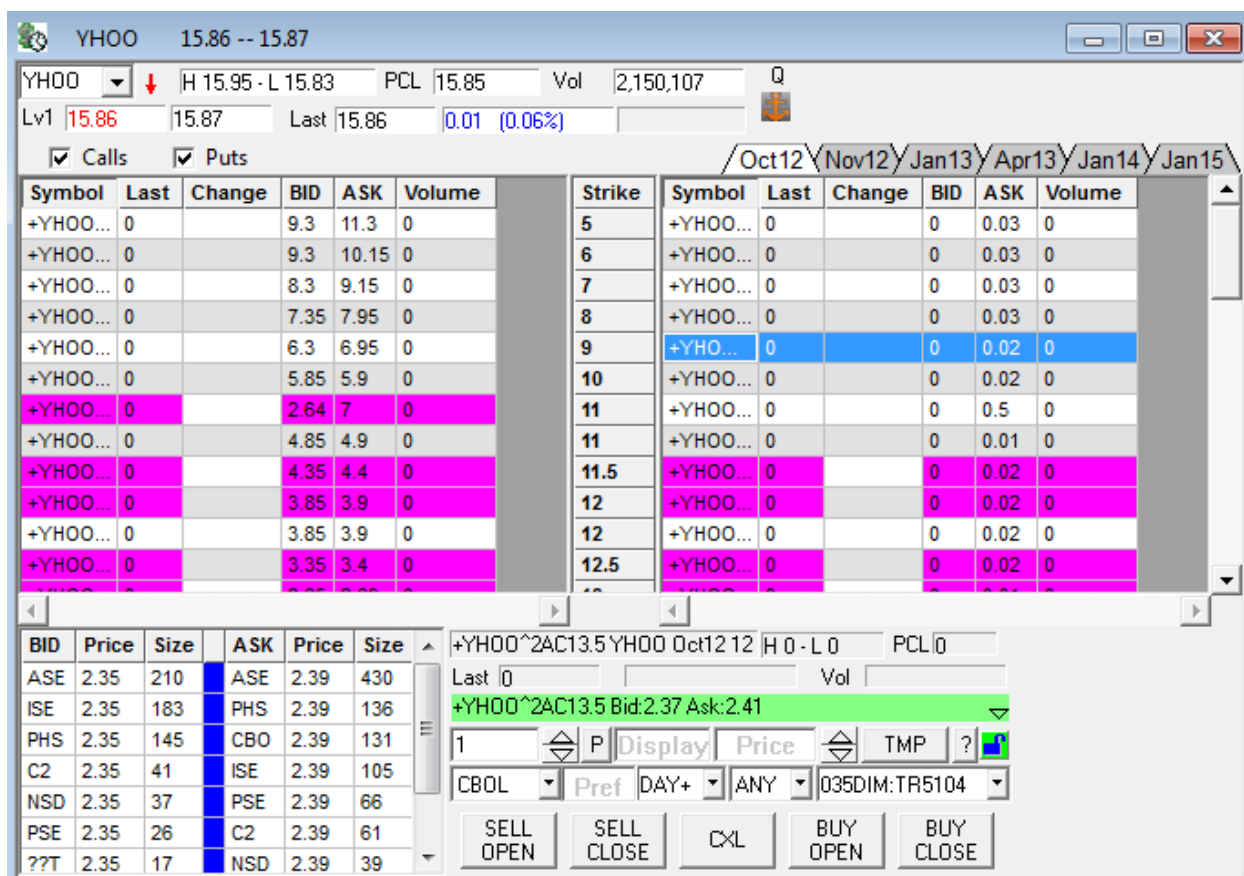 YHOO 15.86 -- 15.87
YHOO H 15.95 - L 15.83 PCL 15.85 Vol 2,150,107 Q
Lv1 15.86 15.87 Last 15.86 0.01 (0.06%)
Calls Puts Oct12 Nov12 Jan13 Apr13 Jan14 Jan15
Symbol Last Change BID ASK Volume Strike Symbol Last Change BID ASK Volume
+YHOO... 0 9.3 11.3 0 5 +YHOO... 0 0 0.03 0
+YHOO... 0 9.3 10.15 0 6 +YHOO... 0 0 0.03 0
+YHOO... 0 8.3 9.15 0 7 +YHOO... 0 0 0.03 0
+YHOO... 0 7.35 7.95 0 8 +YHOO... 0 0 0.03 0
+YHOO... 0 6.3 6.95 0 9 +YHO... 0 0 0.02 0
+YHOO... 0 5.85 5.9 0 10 +YHOO... 0 0 0.02 0
+YHOO... 0 2.64 7 0 11 +YHOO... 0 0 0.5 0
+YHOO... 0 4.85 4.9 0 11 +YHOO... 0 0 0.01 0
+YHOO... 0 4.35 4.4 0 11.5 +YHOO... 0 0 0.02 0
+YHOO... 0 3.85 3.9 0 12 +YHOO... 0 0 0.02 0
+YHOO... 0 3.85 3.9 0 12 +YHOO... 0 0 0.02 0
+YHOO... 0 3.35 3.4 0 12.5 +YHOO... 0 0 0.02 0
BID Price Size ASK Price Size
ASE 2.35 210 ASE 2.39 430
ISE 2.35 183 PHS 2.39 136
PHS 2.35 145 CBO 2.39 131
C2 2.35 41 ISE 2.39 105
NSD 2.35 37 PSE 2.39 66
PSE 2.35 26 C2 2.39 61
??T 2.35 17 NSD 2.39 39
+YHOO^2AC13.5 YHOO Oct12 12 H 0 - L 0 PCL 0
Last 0 Vol
+YHOO^2AC13.5 Bid:2.37 Ask:2.41
1 P Display Price TMP ?
CBOL Pref DAY+ ANY 035DIM:TR5104
SELL OPEN SELL CLOSE CXL BUY OPEN BUY CLOSE